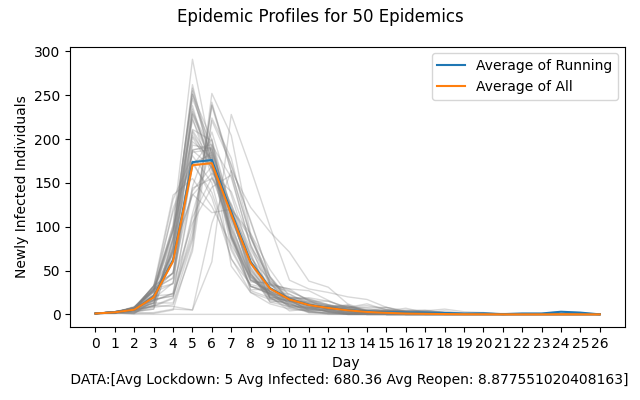 Epidemic Profiles for 50 Epidemics
300
250
200
150
100
50
0
Newly Infected Individuals
Average of Running
Average of All
0 1 2 3 4 5 6 7 8 9 10 11 12 13 14 15 16 17 18 19 20 21 22 23 24 25 26
Day
DATA:[Avg Lockdown: 5 Avg Infected: 680.36 Avg Reopen: 8.877551020408163]